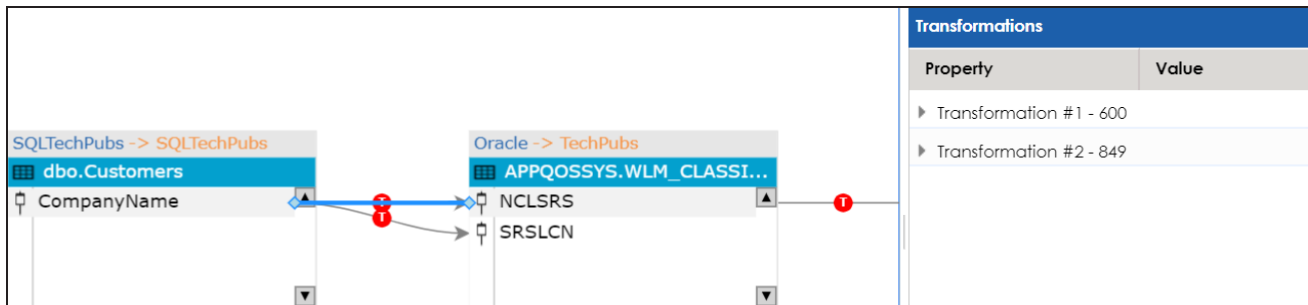 Transformations
Property Value
Transformation #1 - 600
Transformation #2 - 849
SQLTechPubs -> SQLTechPubs
dbo.Customers
CompanyName
T
T
Oracle -> TechPubs
APPQOSSYS.WLM_CLASSI...
NCLSRS
SRSLCN
T